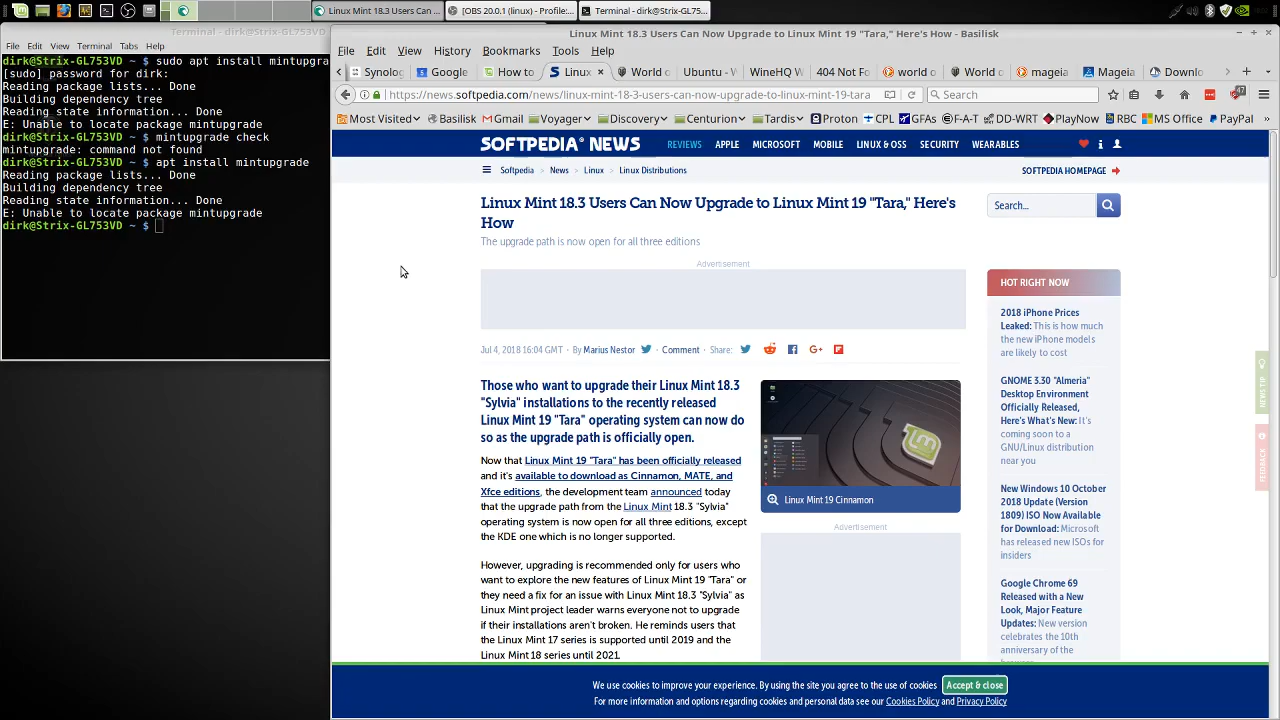 Linux Mint 18.3 Users Can ...
[OBS 20.0.1 (linux) - Profile:...
Terminal - dirk@Strix-GL75...
Terminal - dirk@Strix-GL753VD
File Edit View Terminal Tabs Help
dirk@Strix-GL753VD ~ $ sudo apt install mintupgra
[sudo] password for dirk:
Reading package lists... Done
Building dependency tree
Reading state information... Done
E: Unable to locate package mintupgrade
dirk@Strix-GL753VD ~ $ mintupgrade check
mintupgrade: command not found
dirk@Strix-GL753VD ~ $ apt install mintupgrade
Reading package lists... Done
Building dependency tree
Reading state information... Done
E: Unable to locate package mintupgrade
dirk@Strix-GL753VD ~ $
Linux Mint 18.3 Users Can Now Upgrade to Linux Mint 19 "Tara," Here's How - Basilisk
File Edit View History Bookmarks Tools Help
Synolog Google How to Linux × World o Ubuntu - WineHQ 404 Not F world o mageia Mageia Downlo
https://news.softpedia.com/news/linux-mint-18-3-users-can-now-upgrade-to-linux-mint-19-tara
Search
47
Most Visited CPL Gmail Voyager Discovery Centurion Tardis Proton CPL GFAs F-A-F DD-WRT PlayNow PayPal
SOFTPEDIA® NEWS
REVIEWS APPLE MICROSOFT MOBILE LINUX & OSS SECURITY WEARABLES
Softpedia News Linux Linux Distributions
SOFTPEDIA HOMEPAGE
Linux Mint 18.3 Users Can Now Upgrade to Linux Mint 19 "Tara," Here's
How
The upgrade path is now open for all three editions
Search...
Advertisement
Jul 4, 2018 16:04 GMT · By Marius Nestor · Comment · Share:
Those who want to upgrade their Linux Mint 18.3
"Sylvia" installations to the recently released
Linux Mint 19 "Tara" operating system can now do
so as the upgrade path is officially open.
Now that Linux Mint 19 "Tara" has been officially released
and it's available to download as Cinnamon, MATE, and
Xfce editions, the development team announced today
that the upgrade path from the Linux Mint 18.3 "Sylvia"
operating system is now open for all three editions, except
the KDE one which is no longer supported.
However, upgrading is recommended only for users who
want to explore the new features of Linux Mint 19 "Tara" or
they need a fix for an issue with Linux Mint 18.3 "Sylvia" as
Linux Mint project leader warns everyone not to upgrade
if their installations aren't broken. He reminds users that
the Linux Mint 17 series is supported until 2019 and the
Linux Mint 18 series until 2021.
Linux Mint 19 Cinnamon
Advertisement
HOT RIGHT NOW
2018 iPhone Prices
Leaked: This is how much
the new iPhone models
are likely to cost
GNOME 3.30 "Almeria"
Desktop Environment
Officially Released,
Here's What's New: It's
coming soon to a
GNU/Linux distribution
near you
New Windows 10 October
2018 Update (Version
1809) ISO Now Available
for Download: Microsoft
has released new ISOs for
insiders
Google Chrome 69
Released with a New
Look, Major Feature
Updates: New version
celebrates the 10th
anniversary of the
We use cookies to improve your experience. By using the site you agree to the use of cookies
Accept & close
For more information and options regarding cookies and personal data see our Cookies Policy and Privacy Policy